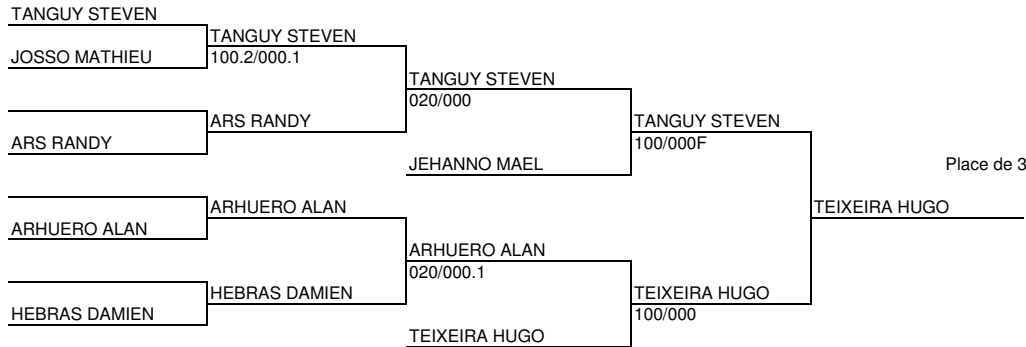 TANGUY STEVEN
TANGUY STEVEN
JOSSO MATHIEU
100.2/000.1
TANGUY STEVEN
020/000
ARS RANDY
TANGUY STEVEN
ARS RANDY
100/000F
JEHANNO MAEL
Place de 3
ARHUERO ALAN
TEIXEIRA HUGO
ARHUERO ALAN
ARHUERO ALAN
020/000.1
HEBRAS DAMIEN
TEIXEIRA HUGO
HEBRAS DAMIEN
100/000
TEIXEIRA HUGO